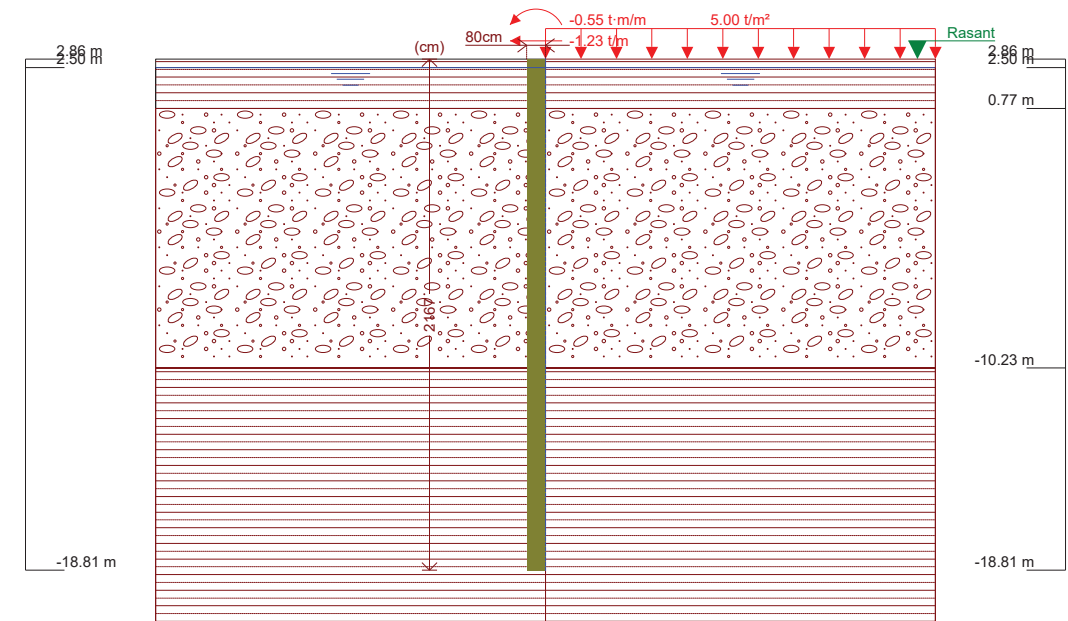 -0.55 t·m/m
5.00 t/m²
Rasant
80cm
-1.23 t/m
(cm)
2.86 m
2.50 m
2.86 m
2.50 m
0.77 m
2167
-10.23 m
-18.81 m
-18.81 m